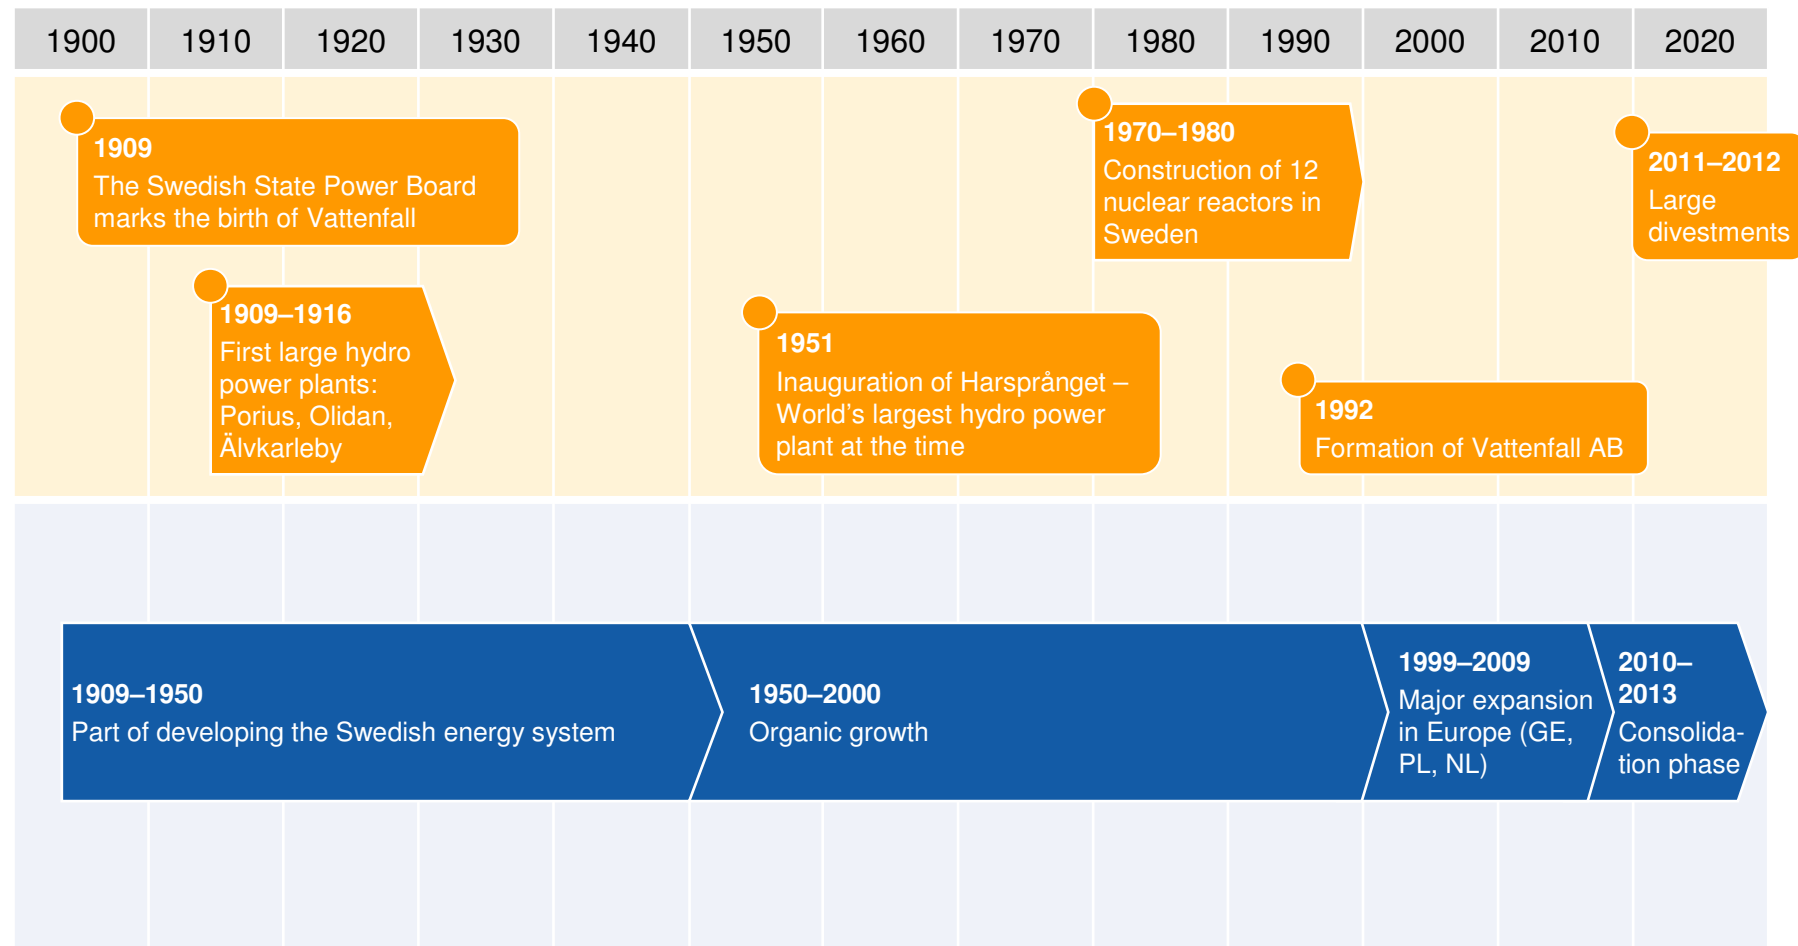 1900 1910 1920 1930 1940 1950 1960 1970 1980 1990 2000 2010 2020
1909
The Swedish State Power Board
marks the birth of Vattenfall
1909–1916
First large hydro
power plants:
Porius, Olidan,
Älvkarleby
1951
Inauguration of Harsprånget –
World’s largest hydro power
plant at the time
1970–1980
Construction of 12
nuclear reactors in
Sweden
1992
Formation of Vattenfall AB
2011–2012
Large
divestments
1909–1950
Part of developing the Swedish energy system
1950–2000
Organic growth
1999–2009
Major expansion
in Europe (GE,
PL, NL)
2010–
2013
Consolida-
tion phase